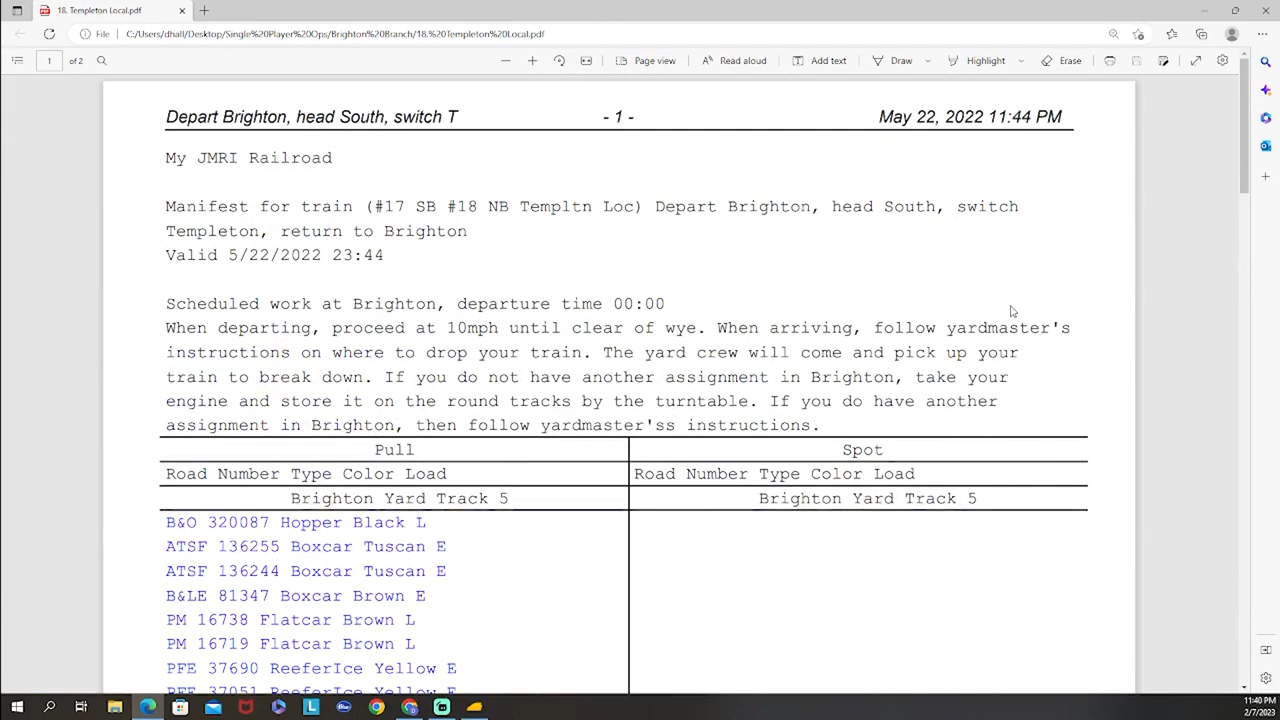 18. Templeton Local.pdf
File
C:/Users/dhall/Desktop/Single%20Player%20Ops/Brighton%20Branch/18.%20Templeton%20Local.pdf
1 of 2 Page view Read aloud Add text Draw Highlight Erase
Depart Brighton, head South, switch T - 1 - May 22, 2022 11:44 PM
My JMRI Railroad
Manifest for train (#17 SB #18 NB Templtn Loc) Depart Brighton, head South, switch
Templeton, return to Brighton
Valid 5/22/2022 23:44
Scheduled work at Brighton, departure time 00:00
When departing, proceed at 10mph until clear of wye. When arriving, follow yardmaster's
instructions on where to drop your train. The yard crew will come and pick up your
train to break down. If you do not have another assignment in Brighton, take your
engine and store it on the round tracks by the turntable. If you do have another
assignment in Brighton, then follow yardmaster'ss instructions.
Pull Spot
Road Number Type Color Load Road Number Type Color Load
Brighton Yard Track 5 Brighton Yard Track 5
B&O 320087 Hopper Black L
ATSF 136255 Boxcar Tuscan E
ATSF 136244 Boxcar Tuscan E
B&LE 81347 Boxcar Brown E
PM 16738 Flatcar Brown L
PM 16719 Flatcar Brown L
PFE 37690 ReeferIce Yellow E
PFE 37051 ReeferIce Yellow E
11:40 PM
2/7/2023